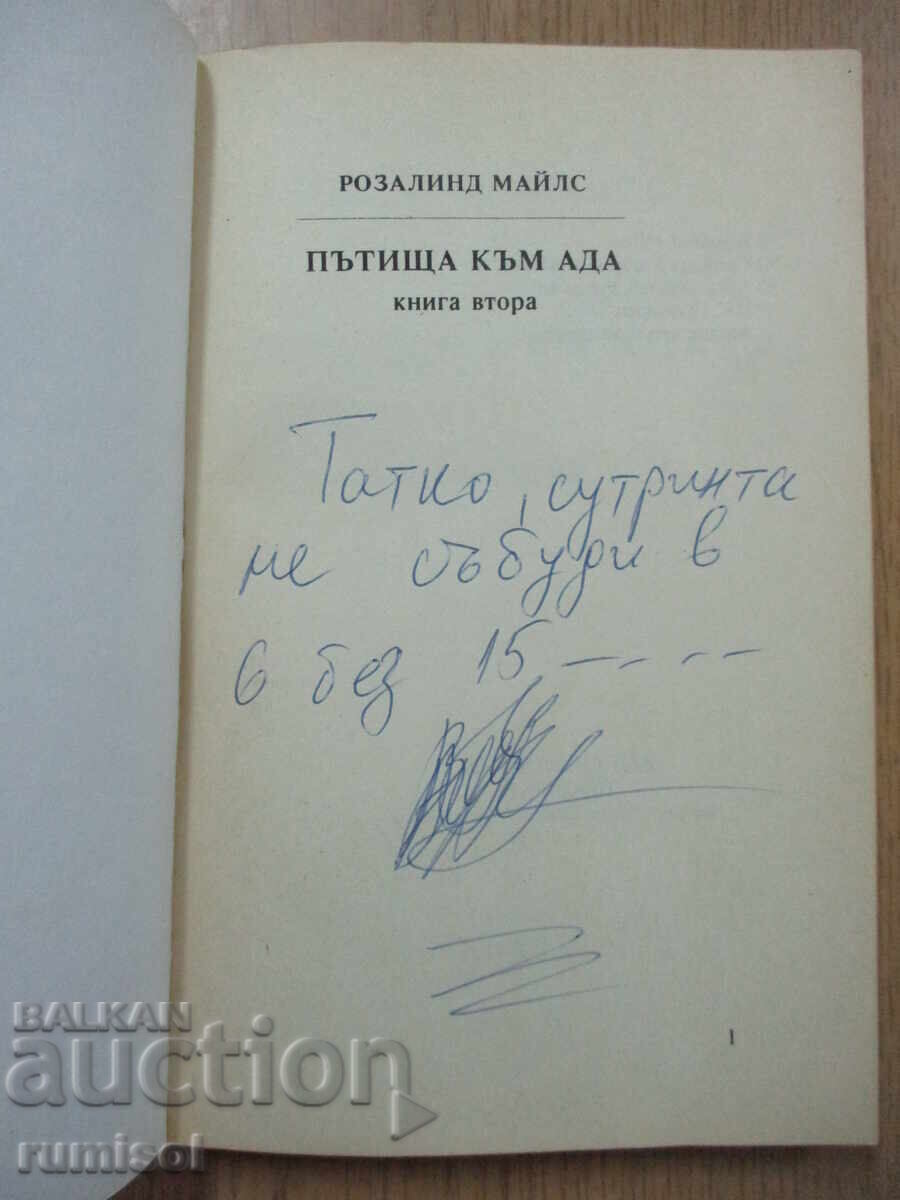 РОЗАЛИНД МАЙЛС
ПЪТИЩА КЪМ АДА
книга втора
Татко, сутринта
ме събуди в
6 без 15 – – – –
1
BALKAN
auction
rumisol